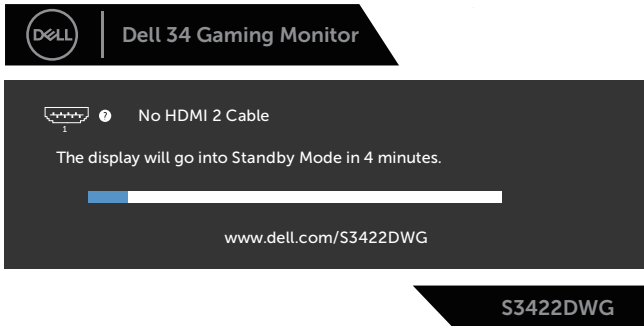 DELL
Dell 34 Gaming Monitor
? No HDMI 2 Cable
1
The display will go into Standby Mode in 4 minutes.
www.dell.com/S3422DWG
S3422DWG